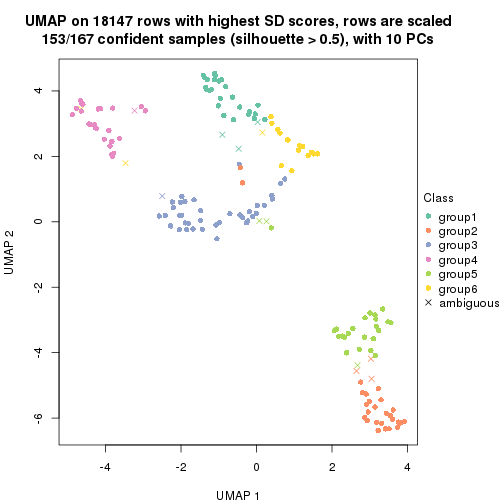 UMAP on 18147 rows with highest SD scores, rows are scaled
153/167 confident samples (silhouette > 0.5), with 10 PCs
4
2
0
-2
-4
-6
UMAP 2
-4
-2
0
2
4
UMAP 1
Class
group1
group2
group3
group4
group5
group6
ambiguous